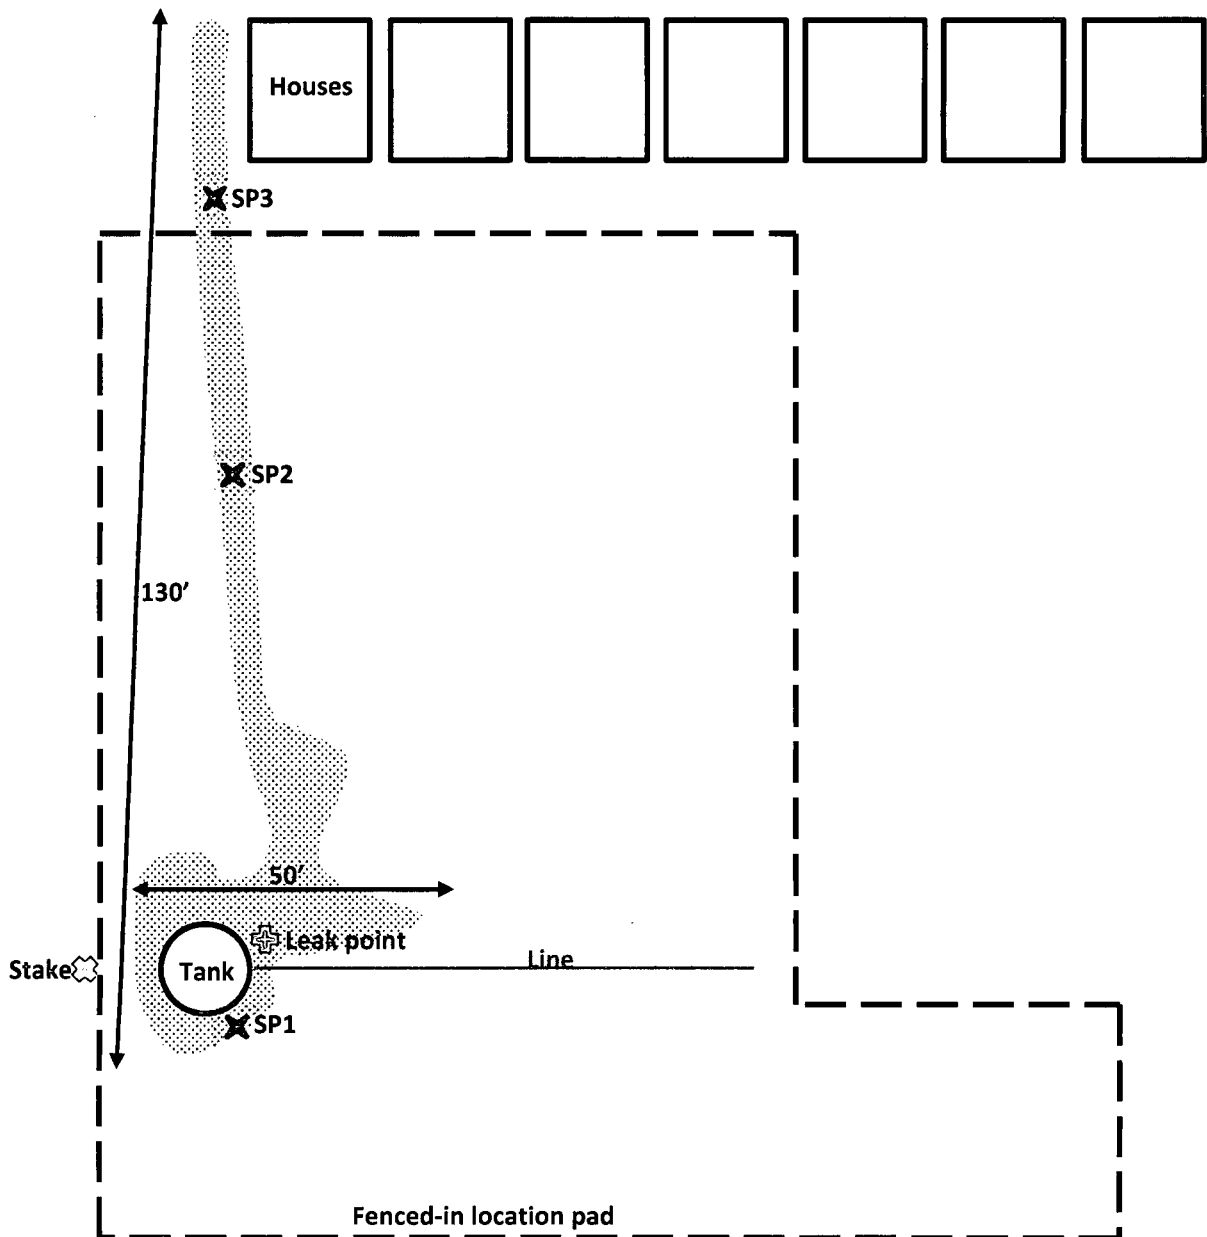 Houses
SP3
SP2
130'
50'
Leak point
Line
Stake
Tank
SP1
Fenced-in location pad